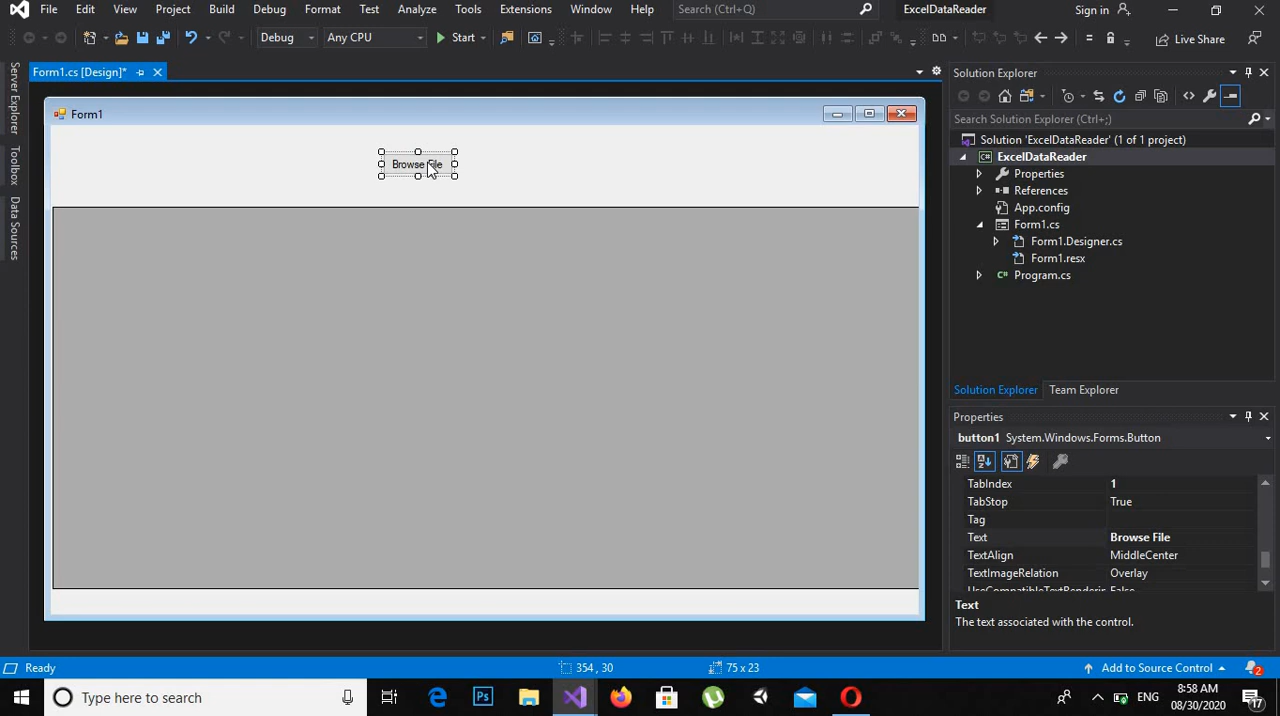 File Edit View Project Build Debug Format Test Analyze Tools Extensions Window Help Search (Ctrl+Q) ExcelDataReader Sign in
Debug Any CPU Start Live Share
Form1.cs [Design]*
Server Explorer
Toolbox
Data Sources
Form1
Browse File
Solution Explorer
Search Solution Explorer (Ctrl+;)
Solution 'ExcelDataReader' (1 of 1 project)
ExcelDataReader
Properties
References
App.config
Form1.cs
Form1.Designer.cs
Form1.resx
Program.cs
Solution Explorer Team Explorer
Properties
button1 System.Windows.Forms.Button
TabIndex 1
TabStop True
Tag
Text Browse File
TextAlign MiddleCenter
TextImageRelation Overlay
UseCompatibleTextRenderin False
Text
The text associated with the control.
Ready 354 , 30 75 x 23 Add to Source Control 2
Type here to search ENG 8:58 AM
08/30/2020 17